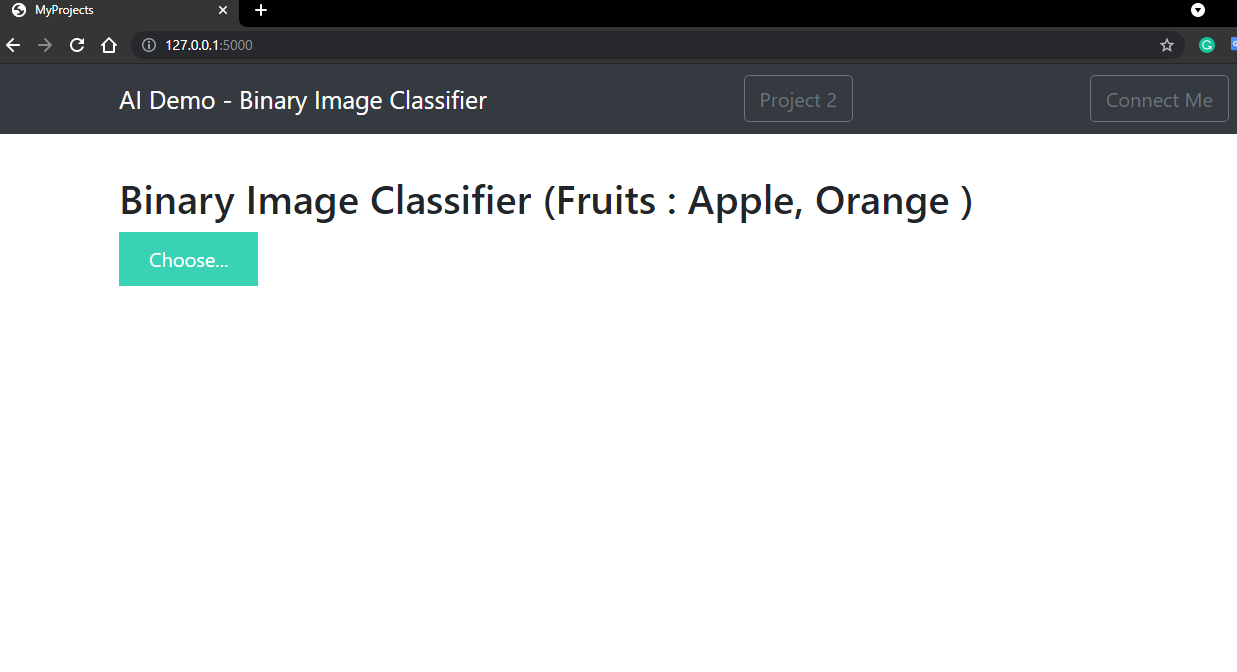 MyProjects
127.0.0.1:5000
AI Demo - Binary Image Classifier
Project 2
Connect Me
Binary Image Classifier (Fruits : Apple, Orange )
Choose...